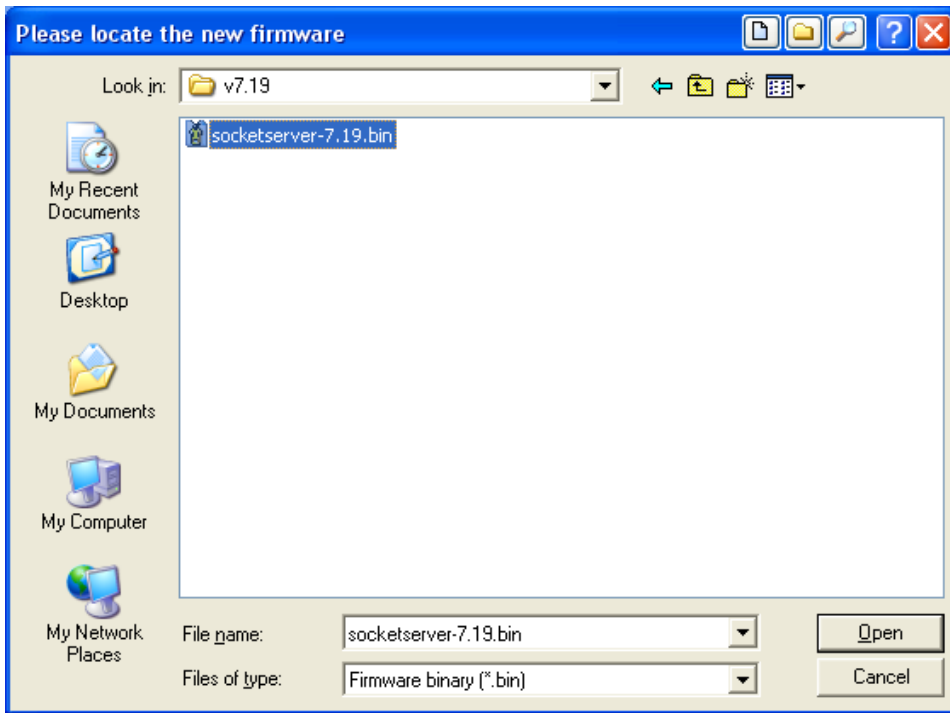 Please locate the new firmware
Look in:
v7.19
socketserver-7.19.bin
My Recent
Documents
Desktop
My Documents
My Computer
My Network
Places
File name:
socketserver-7.19.bin
Open
Files of type:
Firmware binary (*.bin)
Cancel